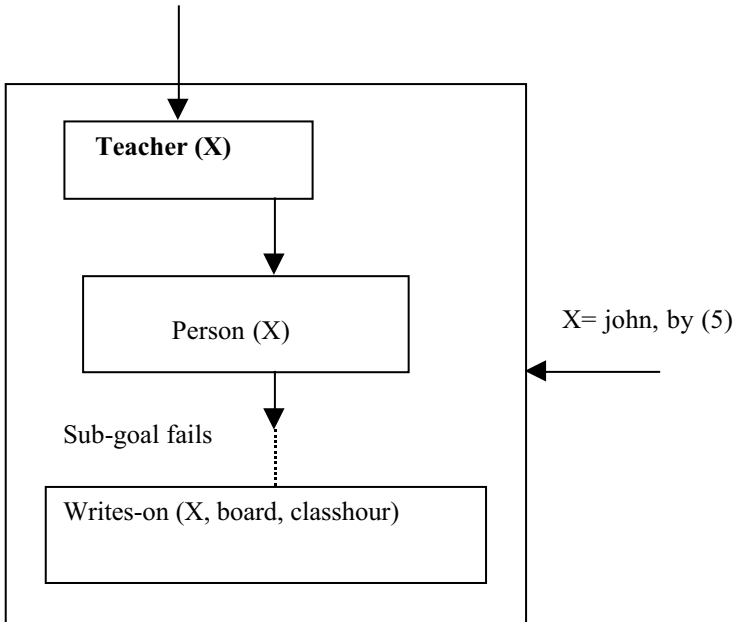 Teacher (X)
Person (X)
X= john, by (5)
Sub-goal fails
Writes-on (X, board, classhour)